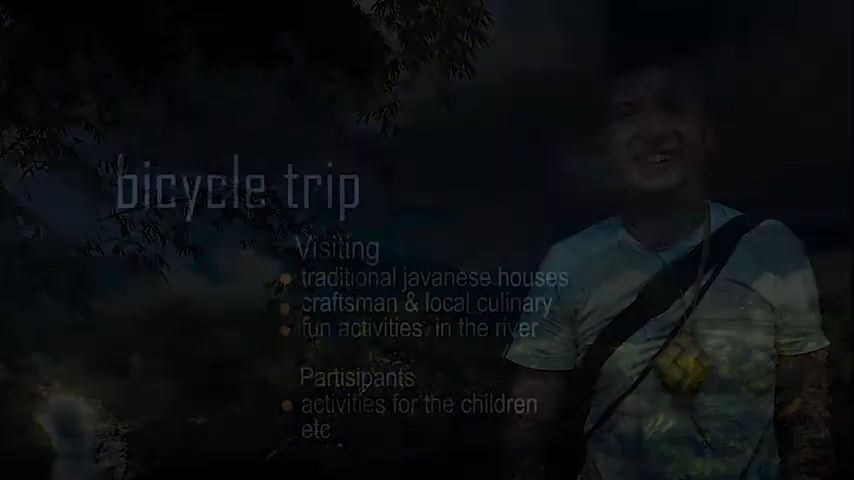 bicycle trip
Visiting
traditional javanese houses
craftsman & local culinary
fun activities in the river
Partisipants
activities for the children
etc